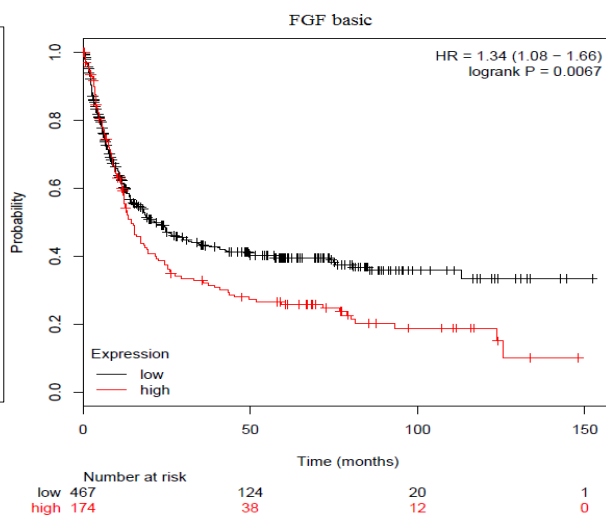 FGF basic
HR = 1.34 (1.08 − 1.66)
logrank P = 0.0067
Probability
1.0
0.8
0.6
0.4
0.2
0.0
Expression
low
high
0 50 100 150
Time (months)
Number at risk
low 467 124 20 1
high 174 38 12 0